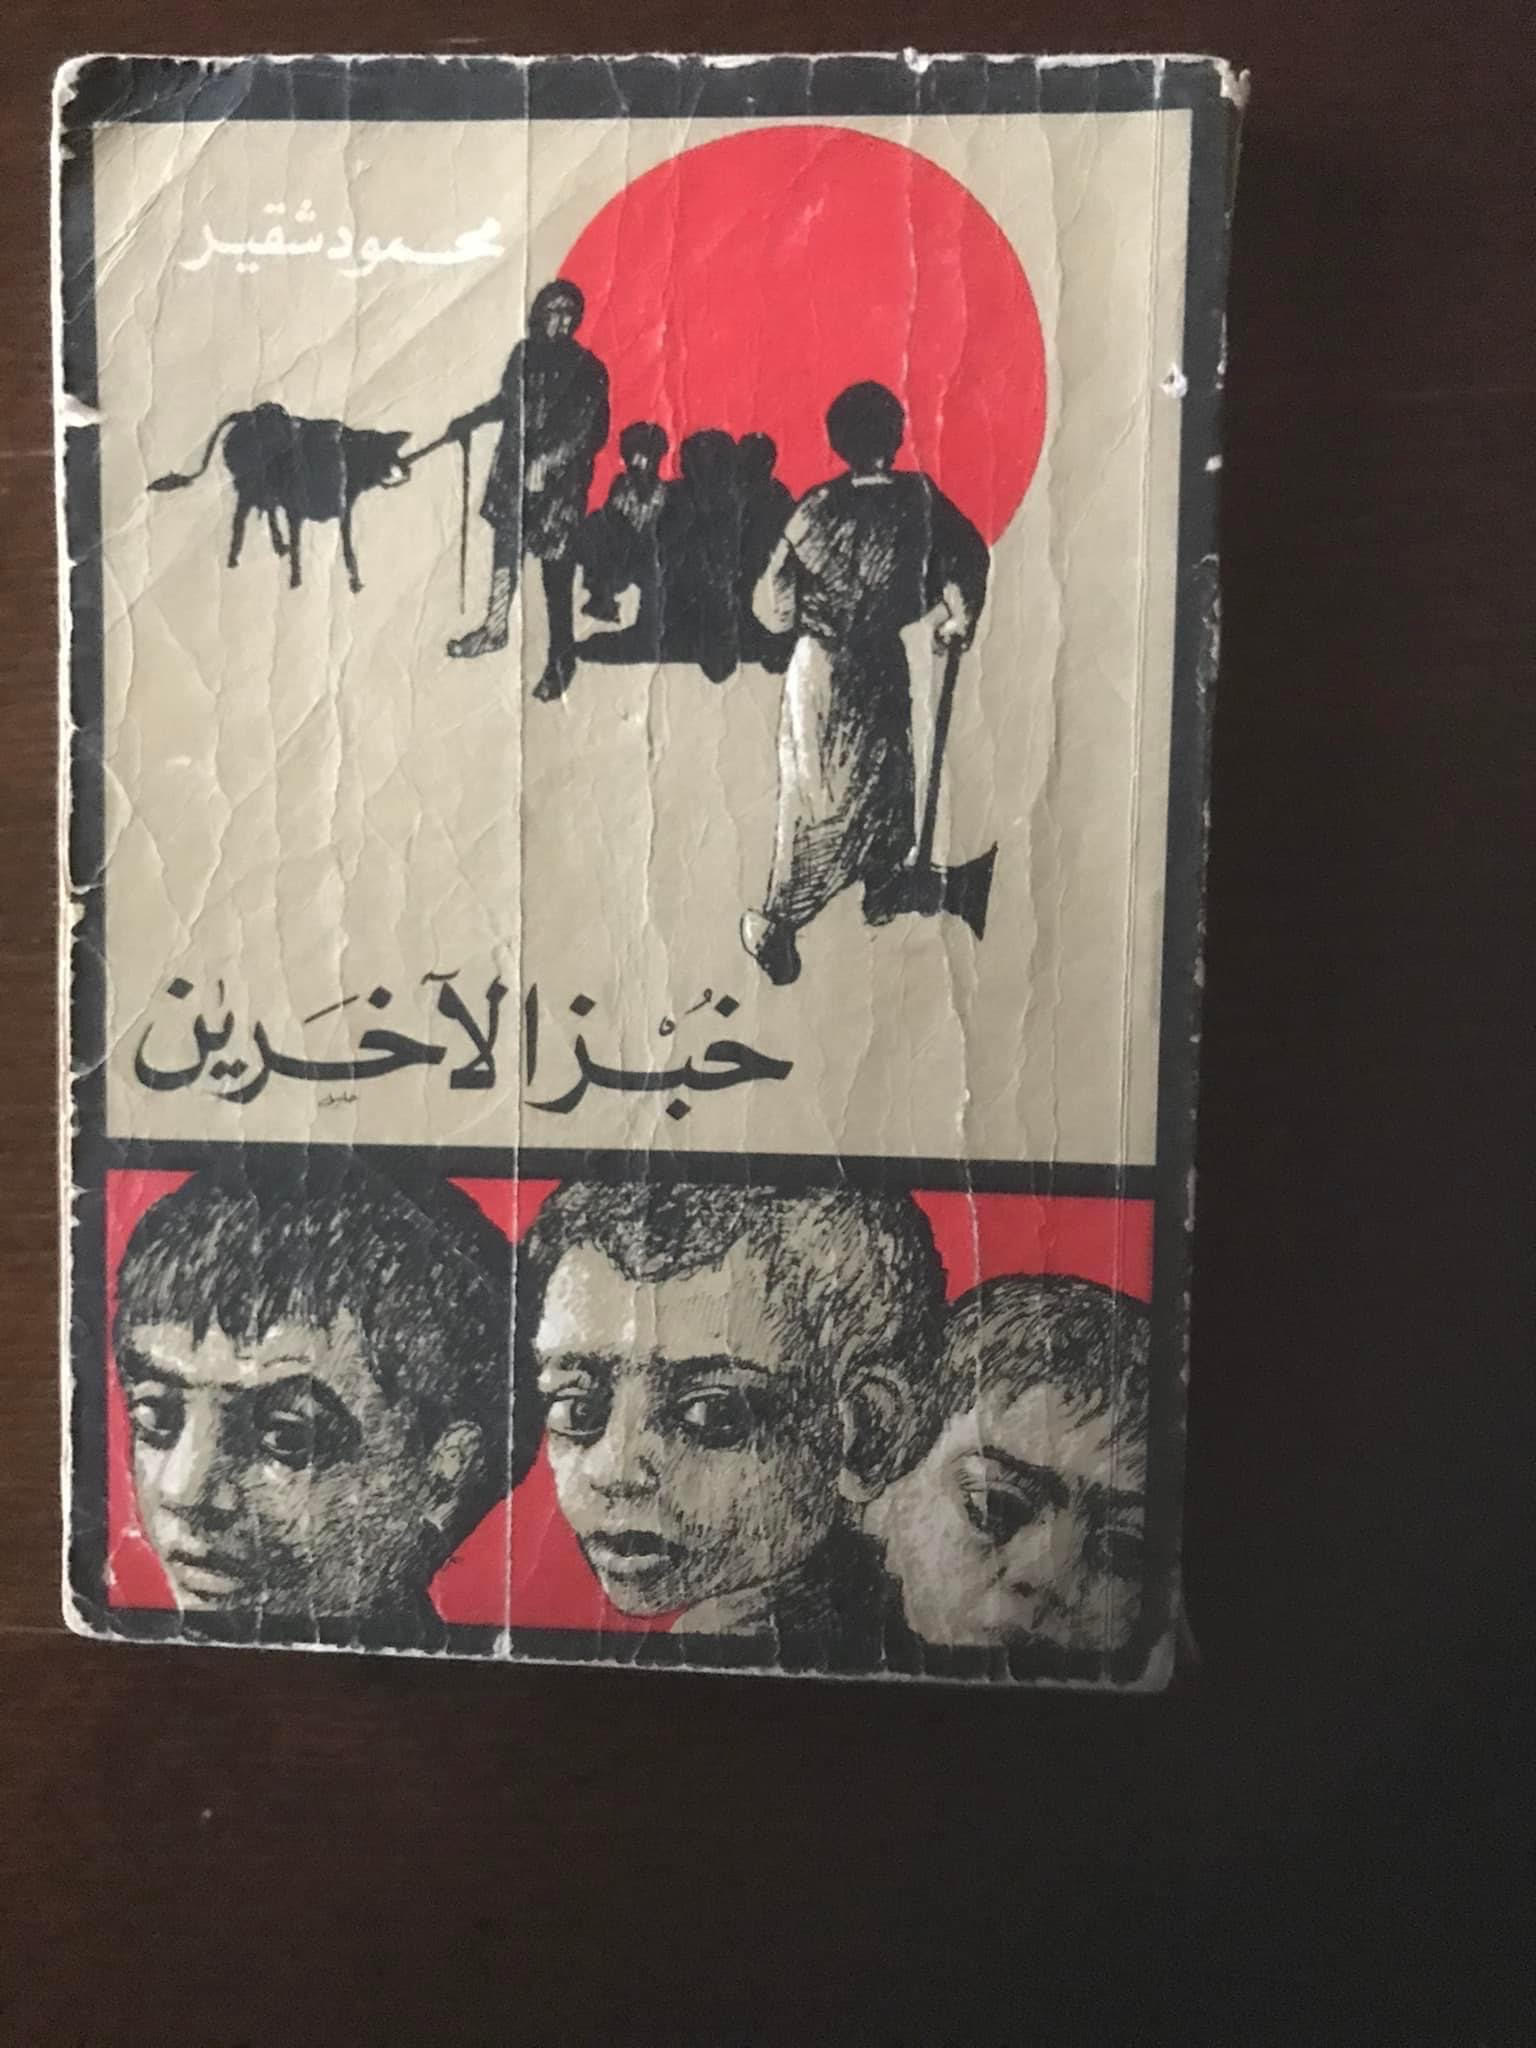 محمود شقير
خُبْز الآخَرين